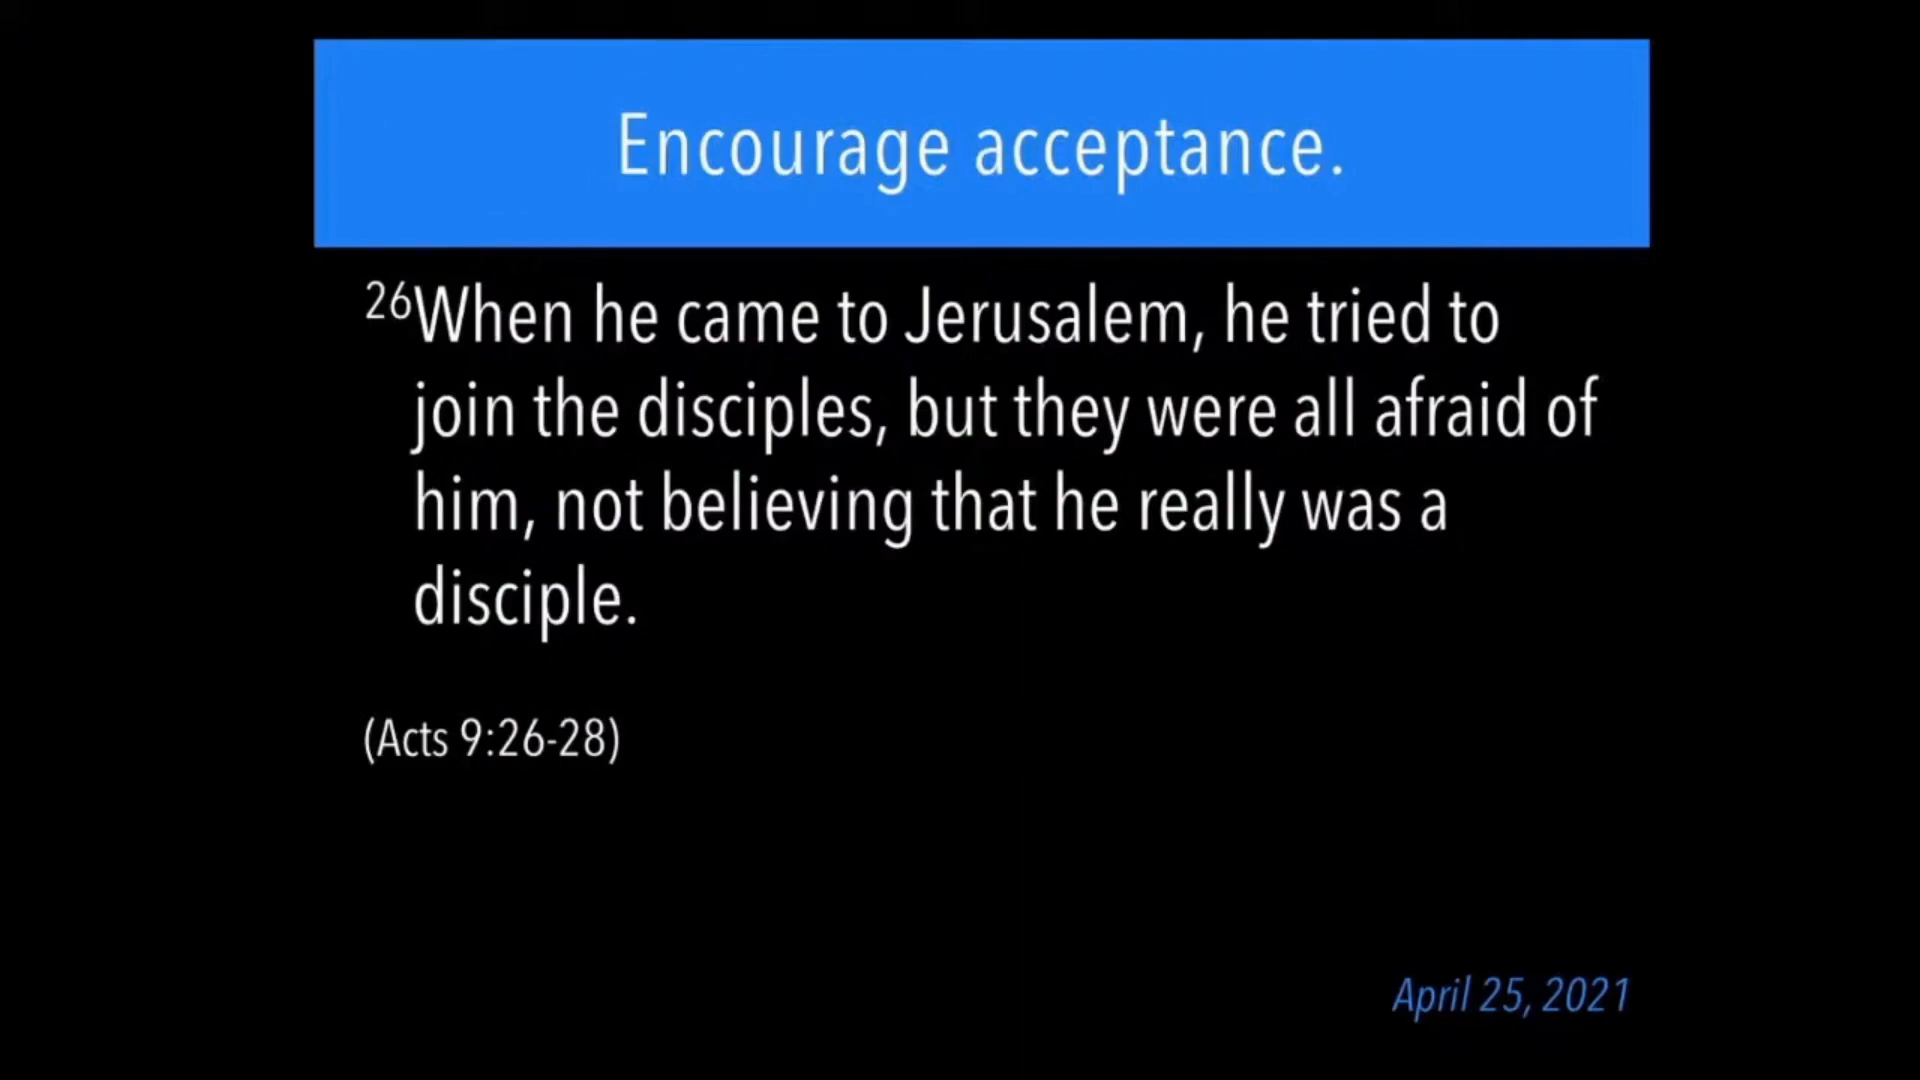 Encourage acceptance.
26When he came to Jerusalem, he tried to
join the disciples, but they were all afraid of
him, not believing that he really was a
disciple.
(Acts 9:26-28)
April 25, 2021